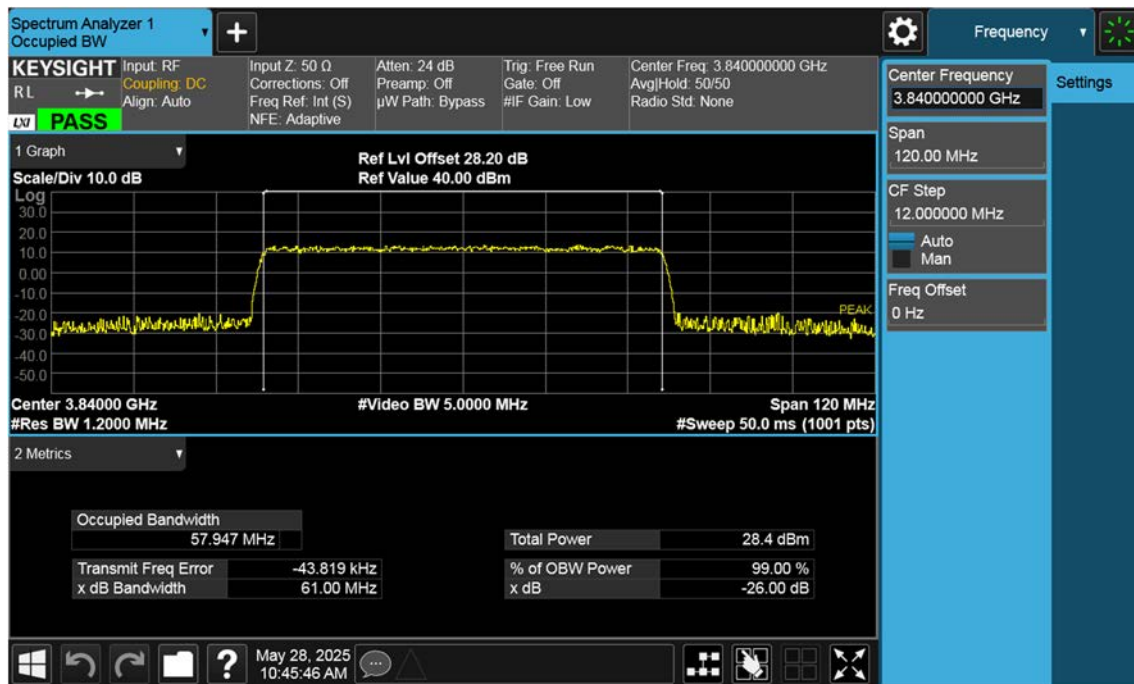 Spectrum Analyzer 1
Occupied BW
+
Frequency
KEYSIGHT
RL
LXI
PASS
Input: RF
Coupling: DC
Align: Auto
Input Z: 50 Ω
Corrections: Off
Freq Ref: Int (S)
NFE: Adaptive
Atten: 24 dB
Preamp: Off
µW Path: Bypass
Trig: Free Run
Gate: Off
#IF Gain: Low
Center Freq: 3.840000000 GHz
Avg|Hold: 50/50
Radio Std: None
Center Frequency
3.840000000 GHz
Settings
Span
120.00 MHz
CF Step
12.000000 MHz
Auto
Man
Freq Offset
0 Hz
1 Graph
Scale/Div 10.0 dB
Ref Lvl Offset 28.20 dB
Ref Value 40.00 dBm
Log
30.0
20.0
10.0
0.00
-10.0
-20.0
-30.0
-40.0
-50.0
PEAK
Center 3.84000 GHz
#Video BW 5.0000 MHz
Span 120 MHz
#Res BW 1.2000 MHz
#Sweep 50.0 ms (1001 pts)
2 Metrics
Occupied Bandwidth
57.947 MHz
Total Power 28.4 dBm
Transmit Freq Error -43.819 kHz
% of OBW Power 99.00 %
x dB Bandwidth 61.00 MHz
x dB -26.00 dB
?
May 28, 2025
10:45:46 AM